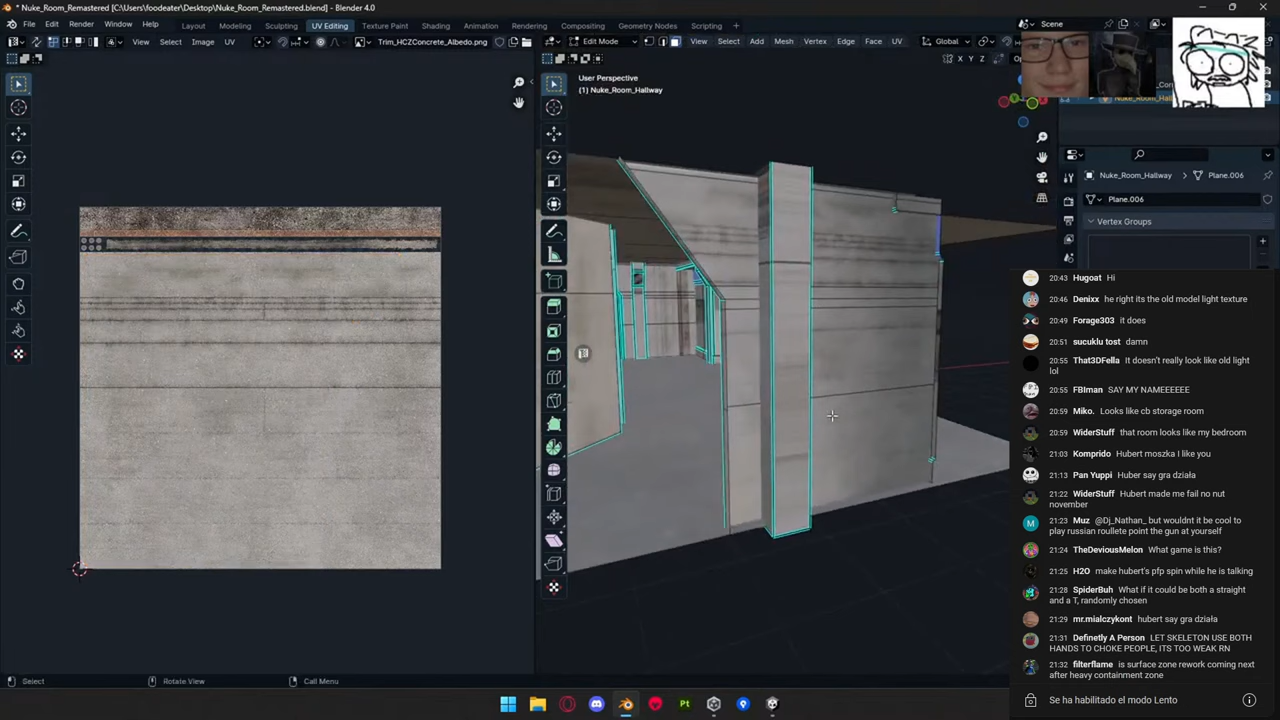 * Nuke_Room_Remastered [C:\Users\foodeater\Desktop\Nuke_Room_Remastered.blend] - Blender 4.0
File Edit Render Window Help Layout Modeling Sculpting UV Editing Texture Paint Shading Animation Rendering Compositing Geometry Nodes Scripting
Scene
View Select Image UV
Trim_HCZConcrete_Albedo.png
Edit Mode
View Select Add Mesh Vertex Edge Face UV
Global
X Y Z
User Perspective
(1) Nuke_Room_Hallway
Nuke_Room_Hallway
Plane.006
Plane.006
Vertex Groups
20:43 Hugoat Hi
20:46 Denixx he right its the old model light texture
20:49 Forage303 it does
20:51 sucuklu tost damn
20:55 That3DFella It doesn't really look like old light
lol
20:55 FBIman SAY MY NAMEEEEEE
20:59 Miko. Looks like cb storage room
20:59 WiderStuff that room looks like my bedroom
21:03 Komprido Hubert moszka I like you
21:13 Pan Yuppi Huber say gra działa
21:22 WiderStuff Hubert made me fail no nut
november
21:23 Muz @Dj_Nathan_ but wouldnt it be cool to
play russian roullete point the gun at yourself
21:24 TheDeviousMelon What game is this?
21:25 H2O make hubert's pfp spin while he is talking
21:28 SpiderBuh What if it could be both a straight
and a T, randomly chosen
21:29 mr.mialczykont hubert say gra działa
21:31 Definetly A Person LET SKELETON USE BOTH
HANDS TO CHOKE PEOPLE, ITS TOO WEAK RN
21:32 filterflame is surface zone rework coming next
after heavy containment zone
Se ha habilitado el modo Lento
Select
Rotate View
Call Menu
Pt